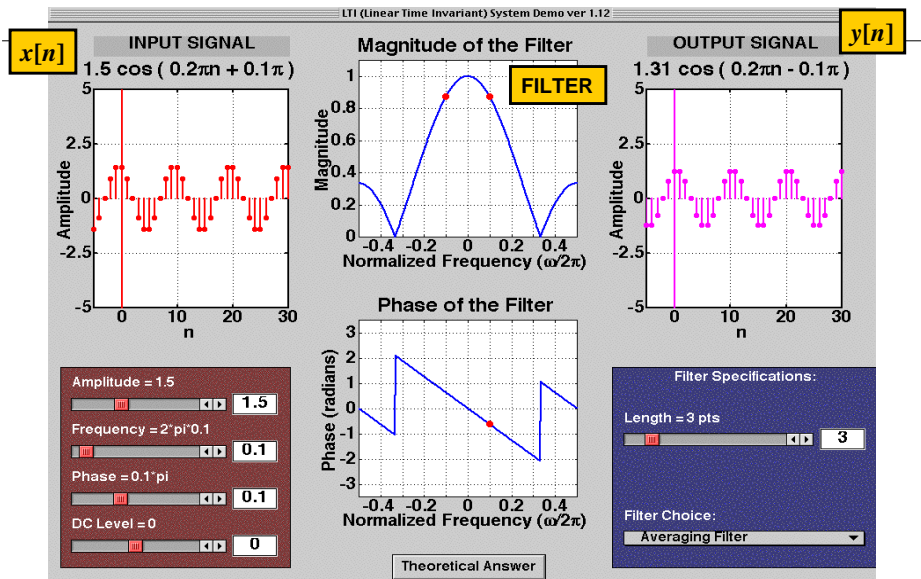 LTI (Linear Time Invariant) System Demo ver 1.12
x[n]
INPUT SIGNAL
1.5 cos ( 0.2πn + 0.1π )
5
2.5
0
-2.5
-5
Amplitude
0 10 20 30
n
Magnitude of the Filter
FILTER
1
0.8
0.6
0.4
0.2
0
Magnitude
-0.4 -0.2 0 0.2 0.4
Normalized Frequency (ω/2π)
y[n]
OUTPUT SIGNAL
1.31 cos ( 0.2πn - 0.1π )
5
2.5
0
-2.5
-5
Amplitude
0 10 20 30
n
Phase of the Filter
3
2
1
0
-1
-2
-3
Phase (radians)
-0.4 -0.2 0 0.2 0.4
Normalized Frequency (ω/2π)
Amplitude = 1.5
1.5
Frequency = 2*pi*0.1
0.1
Phase = 0.1*pi
0.1
DC Level = 0
0
Theoretical Answer
Filter Specifications:
Length = 3 pts
3
Filter Choice:
Averaging Filter